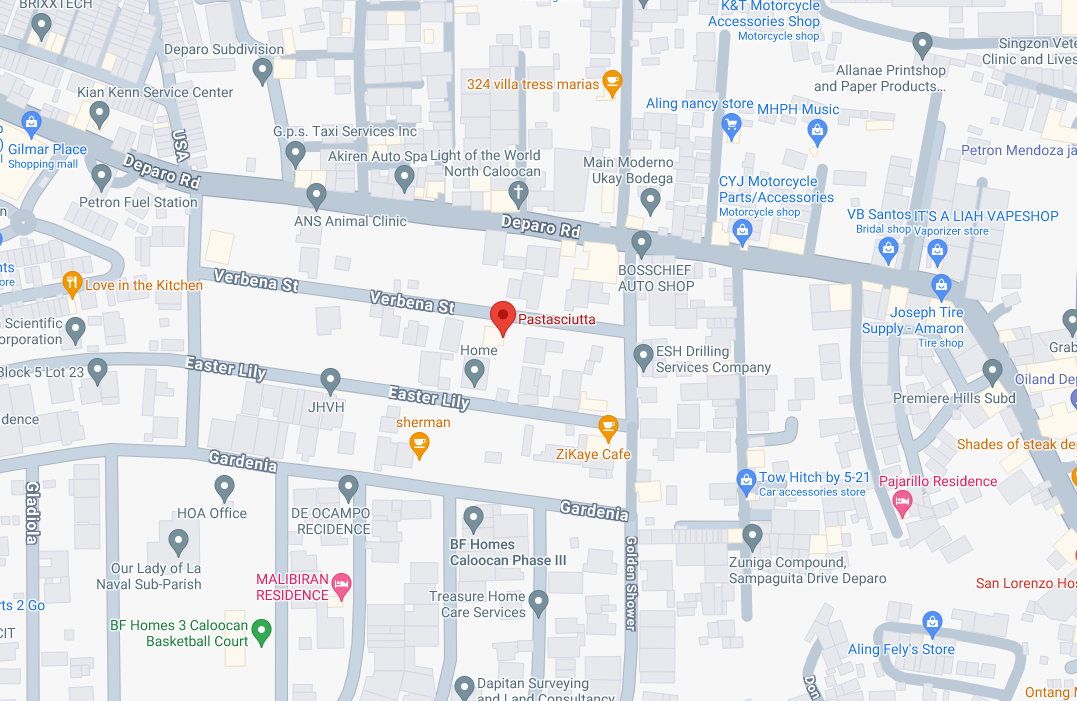 BRIXXTECH
K&T Motorcycle
Accessories Shop
Motorcycle shop
Deparo Subdivision
Singzon Vete
Clinic and Lives
Allanae Printshop
and Paper Products...
324 villa tress marias
Kian Kenn Service Center
Aling nancy store
MHPH Music
Gilmar Place
Shopping mall
USA
G.p.s. Taxi Services Inc
Petron Mendoza ja
Deparo Rd
Akiren Auto Spa
Light of the World
North Caloocan
Main Moderno
Ukay Bodega
CYJ Motorcycle
Parts/Accessories
Motorcycle shop
Petron Fuel Station
ANS Animal Clinic
Deparo Rd
VB Santos
Bridal shop
IT'S A LIAH VAPESHOP
Vaporizer store
BOSSCHIEF
AUTO SHOP
nts
ore
Love in the Kitchen
Verbena St
Verbena St
Pastasciutta
Joseph Tire
Supply - Amaron
Tire shop
Scientific
orporation
Home
ESH Drilling
Services Company
Grab
Block 5 Lot 23
Easter Lily
Easter Lily
JHVH
Premiere Hills Subd
Oiland Dep
dence
sherman
ZiKaye Cafe
Shades of steak de
Gardenia
Gardenia
Gladiola
HOA Office
DE OCAMPO
RECIDENCE
Tow Hitch by 5-21
Car accessories store
Pajarillo Residence
BF Homes
Caloocan Phase III
Golden Shower
Our Lady of La
Naval Sub-Parish
Zuniga Compound,
Sampaguita Drive Deparo
MALIBIRAN
RESIDENCE
San Lorenzo Hos
Treasure Home
Care Services
rts 2 Go
CIT
BF Homes 3 Caloocan
Basketball Court
Aling Fely's Store
Dapitan Surveying
and Land Consultancy
Don
Ontang M